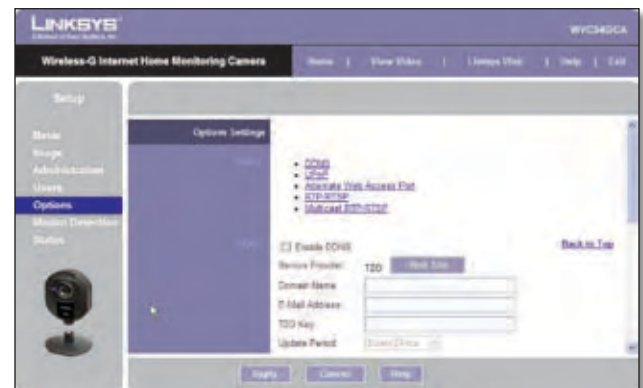 LINKSYS
WVC54GCA
Wireless-G Internet Home Monitoring Camera
Home | View Video | Linksys Web | Help | Exit
Setup
Basic
Image
Administration
Users
Options
Motion Detection
Status
Options Settings
• DDNS
• UPnP
• Alternate Web Access Port
• RTP/RTSP
• Multicast RTP/RTSP
Enable DDNS
Back to Top
Service Provider: TZO Web Site
Domain Name:
E-Mail Address:
TZO Key:
Update Period:
Apply Cancel Help